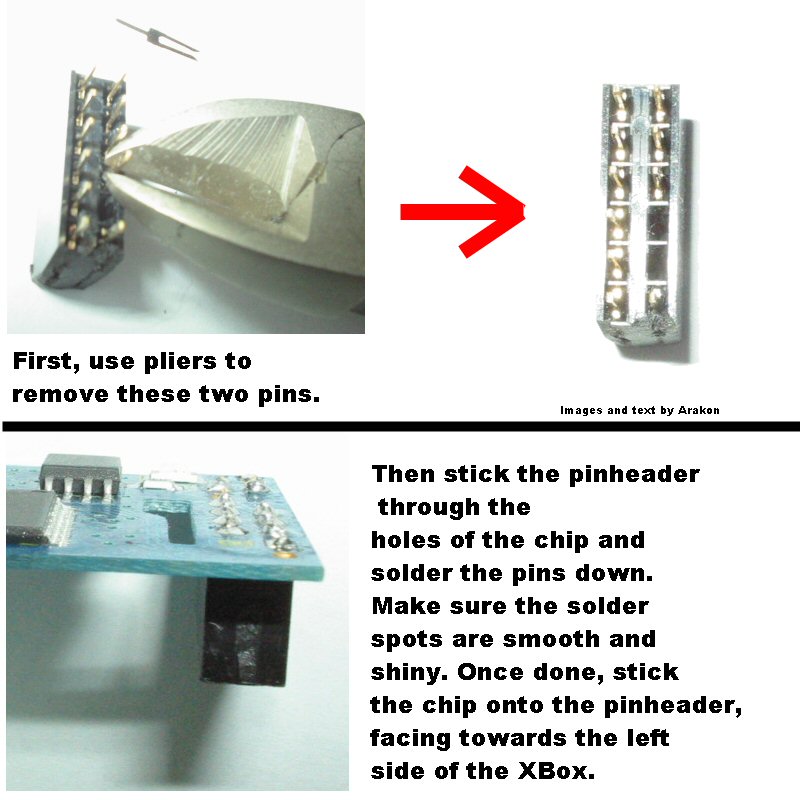 First, use pliers to
remove these two pins.
Images and text by Arakon
Then stick the pinheader
through the
holes of the chip and
solder the pins down.
Make sure the solder
spots are smooth and
shiny. Once done, stick
the chip onto the pinheader,
facing towards the left
side of the XBox.